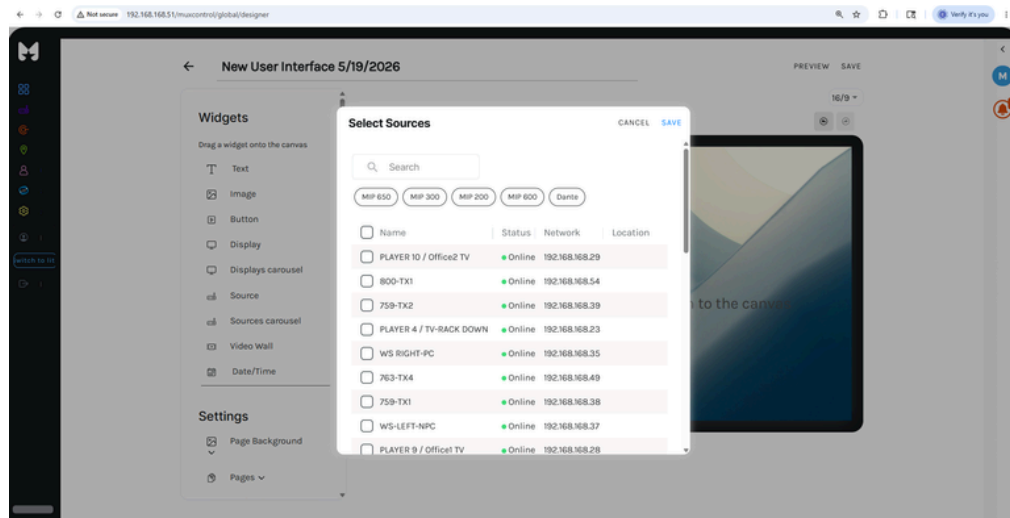 Not secure 192.168.168.51/muxcontrol/global/designer
Verify it's you
New User Interface 5/19/2026
PREVIEW SAVE
16/9
Widgets
Drag a widget onto the canvas
Text
Image
Button
Display
Displays carousel
Source
Sources carousel
Video Wall
Date/Time
Settings
Page Background
Pages
witch to lit
M
Select Sources
CANCEL SAVE
Search
MIP 650 MIP 300 MIP 200 MIP 600 Dante
Name Status Network Location
PLAYER 10 / Office2 TV Online 192.168.168.29
800-TX1 Online 192.168.168.54
759-TX2 Online 192.168.168.39
PLAYER 4 / TV-RACK DOWN Online 192.168.168.23
WS RIGHT-PC Online 192.168.168.35
763-TX4 Online 192.168.168.49
759-TX1 Online 192.168.168.38
WS-LEFT-NPC Online 192.168.168.37
PLAYER 9 / Office1 TV Online 192.168.168.28
to the canvas